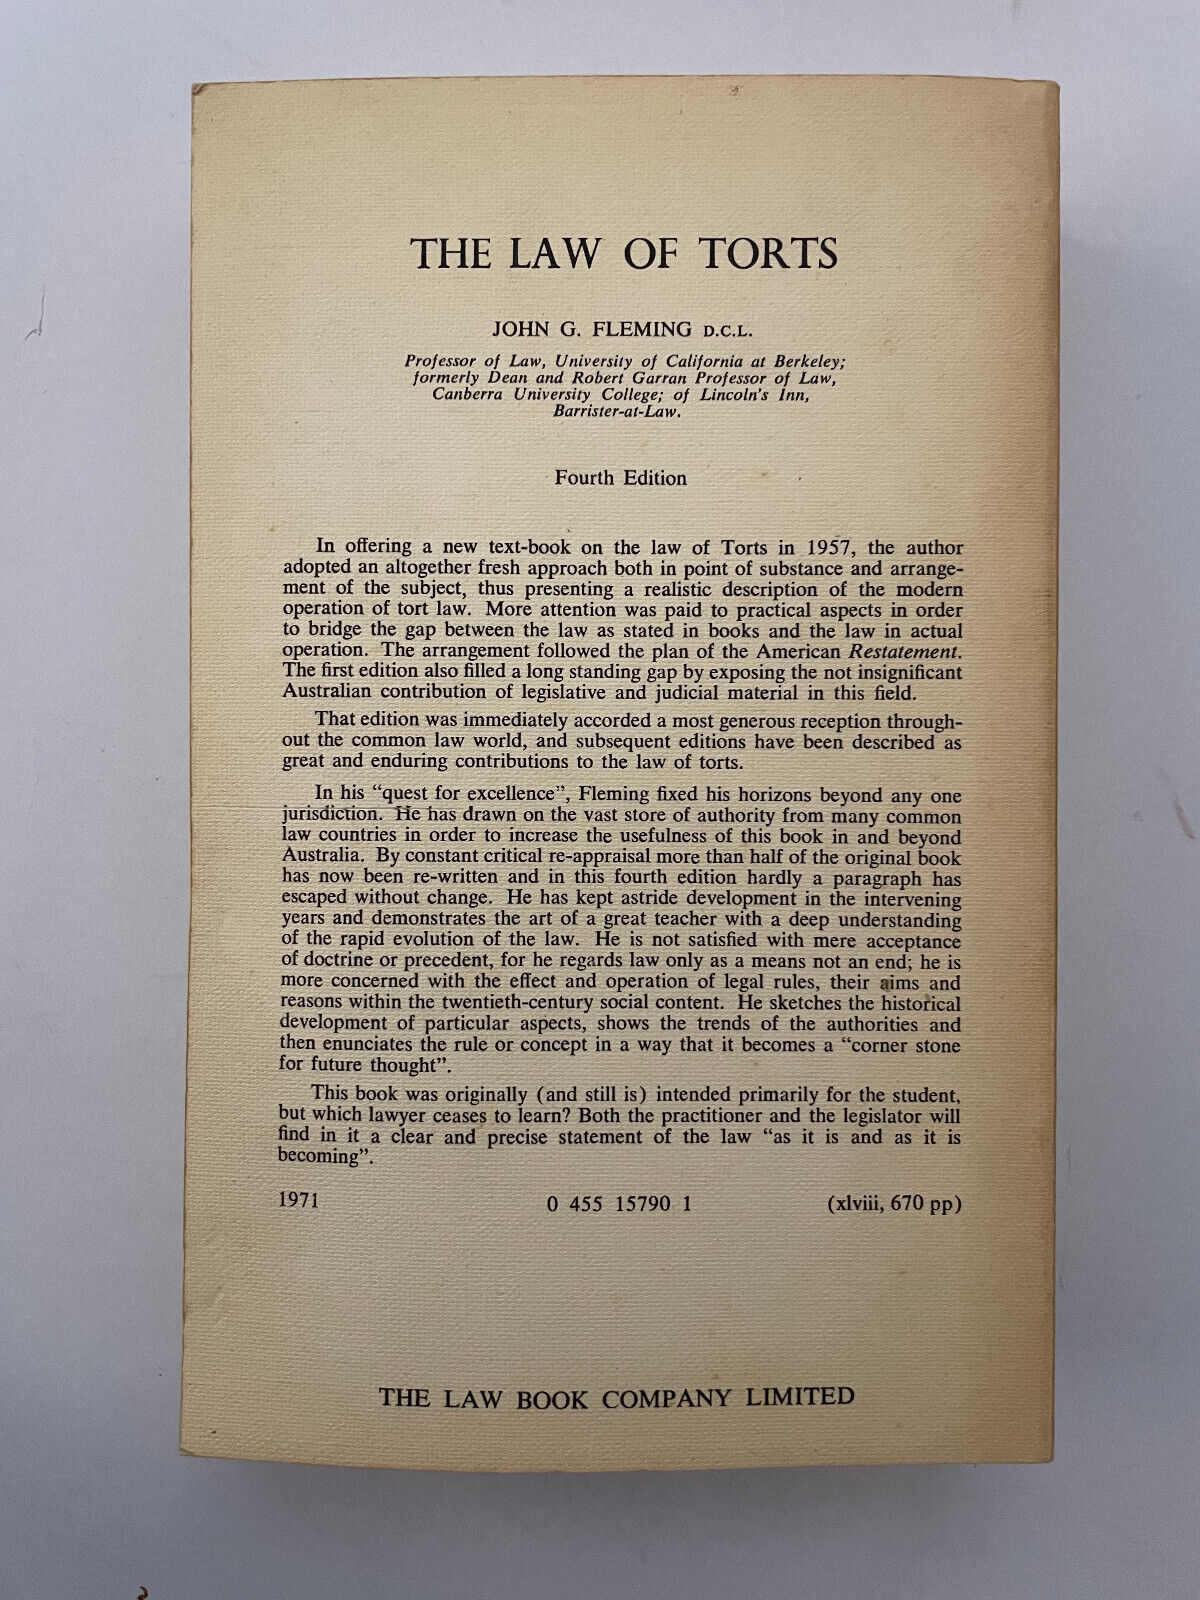 THE LAW OF TORTS
JOHN G. FLEMING D.C.L.
Professor of Law, University of California at Berkeley;
formerly Dean and Robert Garran Professor of Law,
Canberra University College; of Lincoln's Inn,
Barrister-at-Law.
Fourth Edition
In offering a new text-book on the law of Torts in 1957, the author
adopted an altogether fresh approach both in point of substance and arrange-
ment of the subject, thus presenting a realistic description of the modern
operation of tort law. More attention was paid to practical aspects in order
to bridge the gap between the law as stated in books and the law in actual
operation. The arrangement followed the plan of the American Restatement.
The first edition also filled a long standing gap by exposing the not insignificant
Australian contribution of legislative and judicial material in this field.
That edition was immediately accorded a most generous reception through-
out the common law world, and subsequent editions have been described as
great and enduring contributions to the law of torts.
In his “quest for excellence”, Fleming fixed his horizons beyond any one
jurisdiction. He has drawn on the vast store of authority from many common
law countries in order to increase the usefulness of this book in and beyond
Australia. By constant critical re-appraisal more than half of the original book
has now been re-written and in this fourth edition hardly a paragraph has
escaped without change. He has kept astride development in the intervening
years and demonstrates the art of a great teacher with a deep understanding
of the rapid evolution of the law. He is not satisfied with mere acceptance
of doctrine or precedent, for he regards law only as a means not an end; he is
more concerned with the effect and operation of legal rules, their aims and
reasons within the twentieth-century social content. He sketches the historical
development of particular aspects, shows the trends of the authorities and
then enunciates the rule or concept in a way that it becomes a “corner stone
for future thought”.
This book was originally (and still is) intended primarily for the student,
but which lawyer ceases to learn? Both the practitioner and the legislator will
find in it a clear and precise statement of the law “as it is and as it is
becoming”.
1971 0 455 15790 1 (xlviii, 670 pp)
THE LAW BOOK COMPANY LIMITED